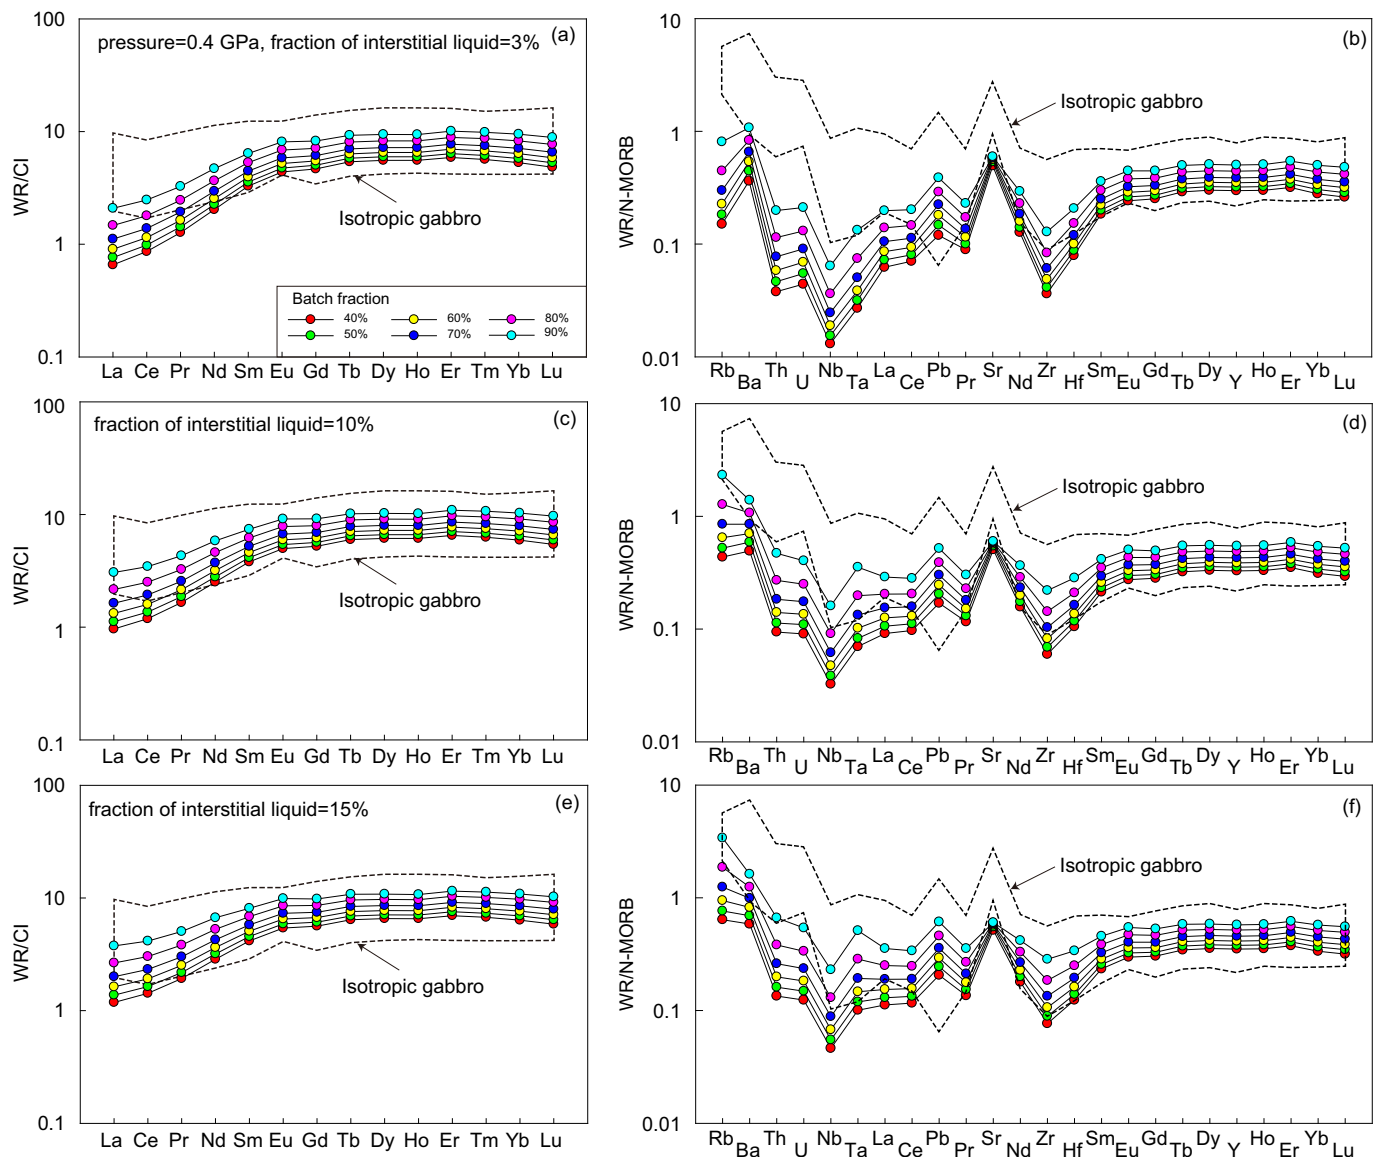 100
10
1
0.1
WR/CI
pressure=0.4 GPa, fraction of interstitial liquid=3%
(a)
Isotropic gabbro
Batch fraction
40% 60% 80%
50% 70% 90%
La Ce Pr Nd Sm Eu Gd Tb Dy Ho Er Tm Yb Lu
10
1
0.1
0.01
WR/N-MORB
(b)
Isotropic gabbro
Rb Ba Th U Nb Ta La Ce Pb Pr Sr Nd Zr Hf Sm Eu Gd Tb Dy Y Ho Er Yb Lu
100
10
1
0.1
WR/CI
fraction of interstitial liquid=10%
(c)
Isotropic gabbro
La Ce Pr Nd Sm Eu Gd Tb Dy Ho Er Tm Yb Lu
10
1
0.1
0.01
WR/N-MORB
(d)
Isotropic gabbro
Rb Ba Th U Nb Ta La Ce Pb Pr Sr Nd Zr Hf Sm Eu Gd Tb Dy Y Ho Er Yb Lu
100
10
1
0.1
WR/CI
fraction of interstitial liquid=15%
(e)
Isotropic gabbro
La Ce Pr Nd Sm Eu Gd Tb Dy Ho Er Tm Yb Lu
10
1
0.1
0.01
WR/N-MORB
(f)
Isotropic gabbro
Rb Ba Th U Nb Ta La Ce Pb Pr Sr Nd Zr Hf Sm Eu Gd Tb Dy Y Ho Er Yb Lu